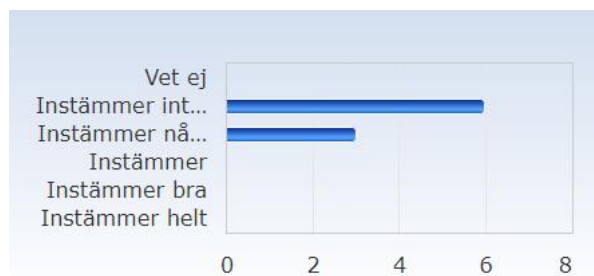 Vet ej
Instämmer int...
Instämmer nå...
Instämmer
Instämmer bra
Instämmer helt
0 2 4 6 8